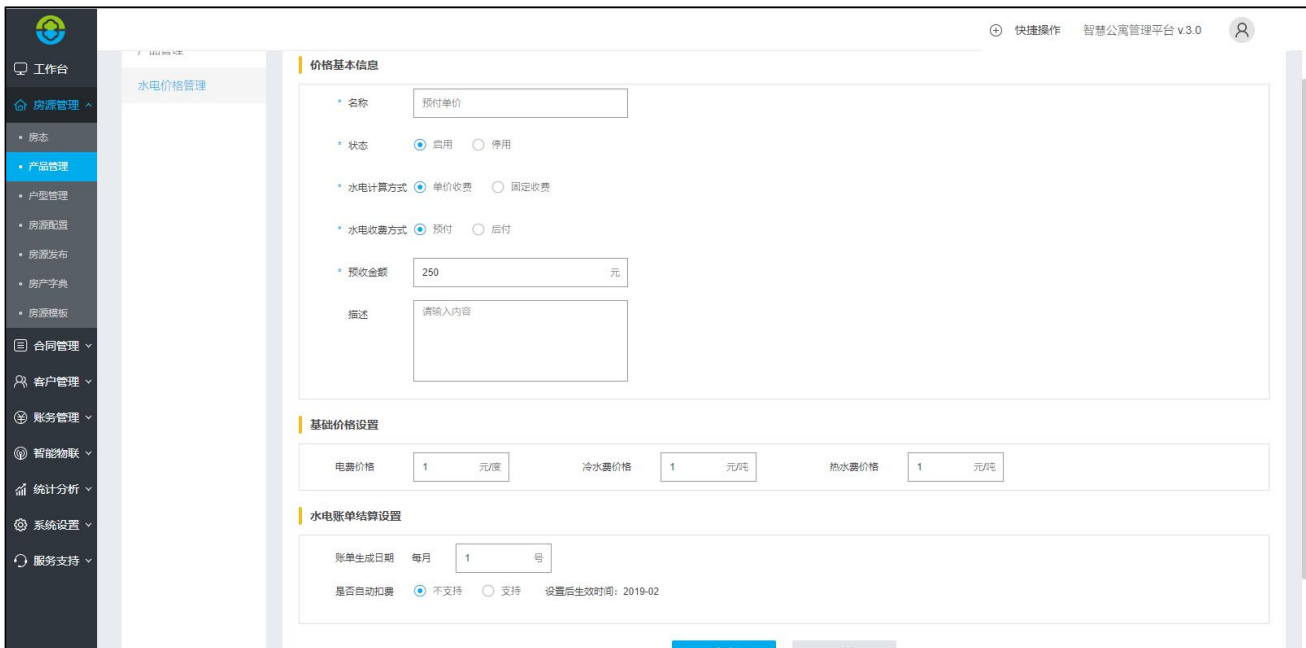 快捷操作 智慧公寓管理平台 v.3.0
工作台
房源管理
房态
产品管理
户型管理
房源配置
房源发布
房产字典
房源模板
合同管理
客户管理
账务管理
智能物联
统计分析
系统设置
服务支持
水电价格管理
价格基本信息
* 名称 预付单价
* 状态 启用 停用
* 水电计算方式 单价收费 固定收费
* 水电收费方式 预付 后付
* 预收金额 250 元
描述 请输入内容
基础价格设置
电费价格 1 元/度 冷水费价格 1 元/吨 热水费价格 1 元/吨
水电账单结算设置
账单生成日期 每月 1 号
是否自动扣费 不支持 支持 设置后生效时间：2019-02